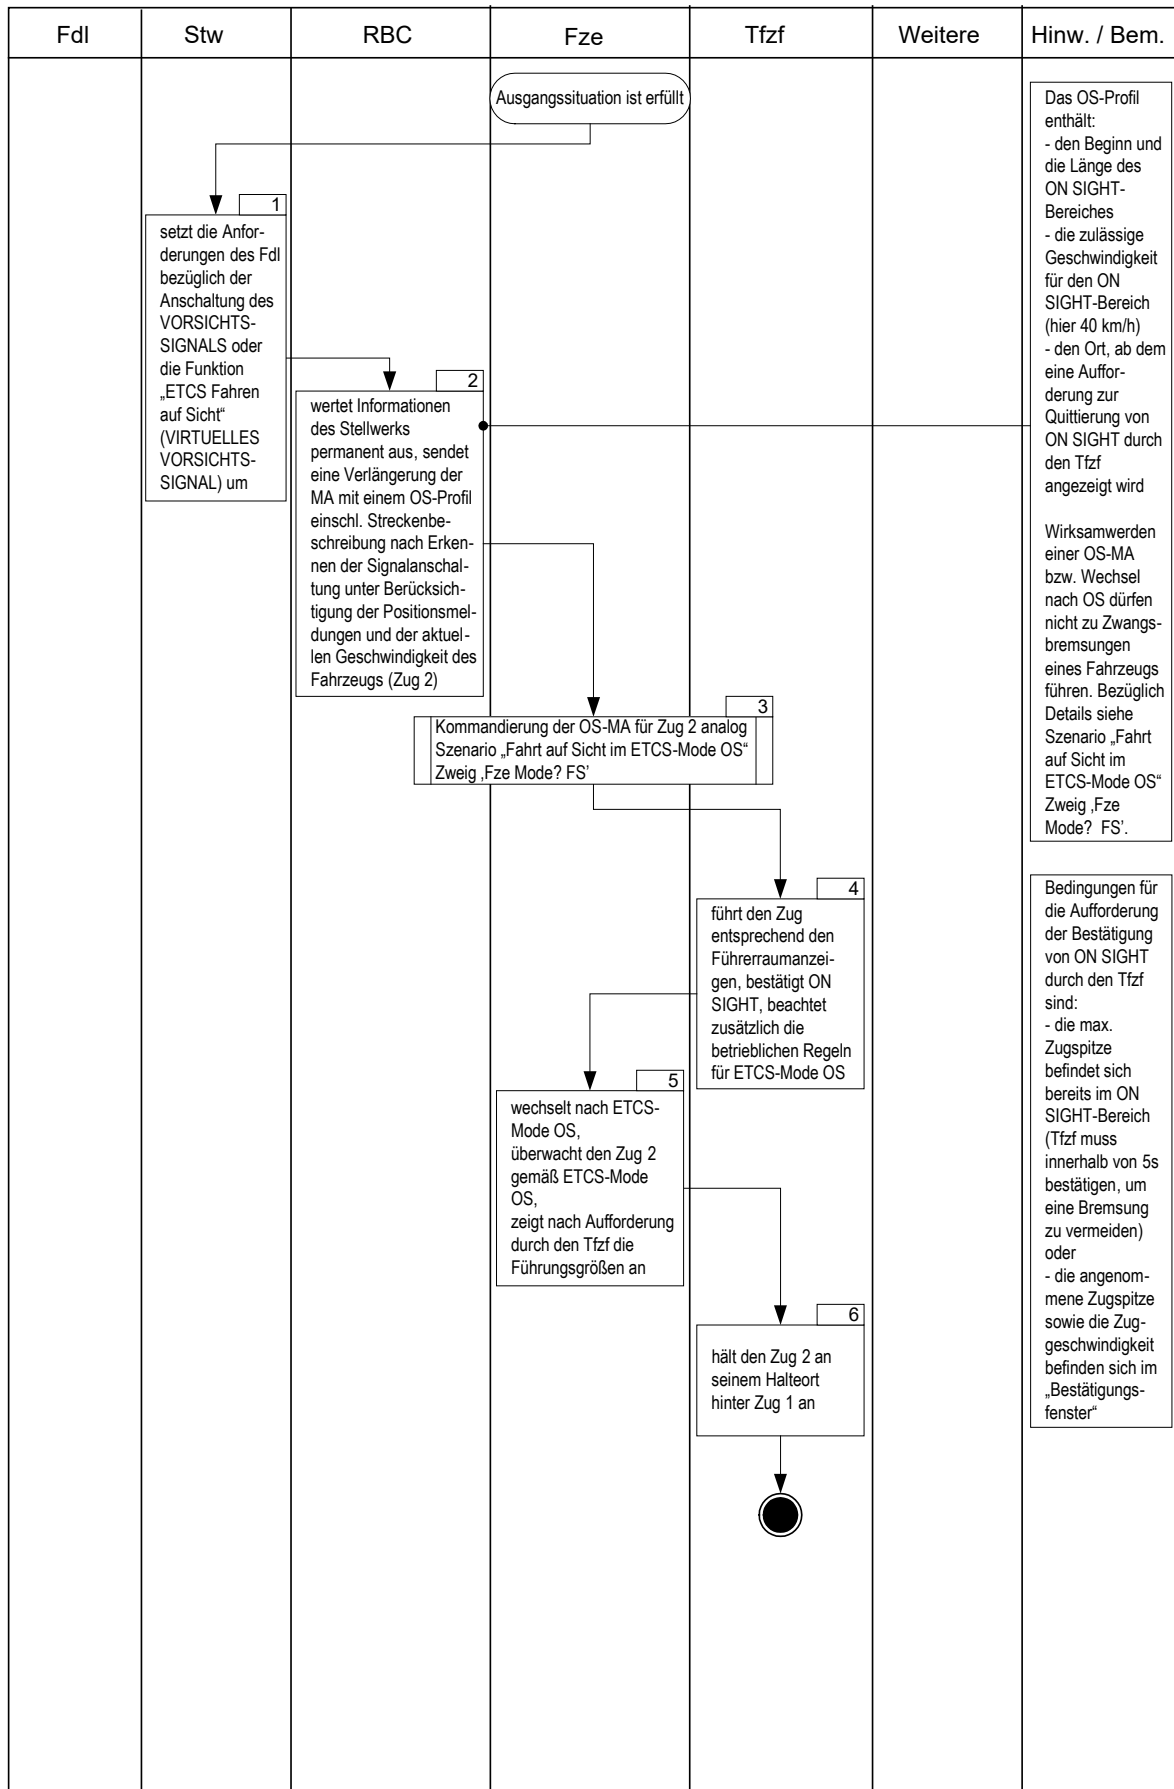 Fdl
Stw
RBC
Fze
Tfzf
Weitere
Hinw. / Bem.
Ausgangssituation ist erfüllt
1
setzt die Anfor-
derungen des Fdl
bezüglich der
Anschaltung des
VORSICHTS-
SIGNALS oder
die Funktion
„ETCS Fahren
auf Sicht“
(VIRTUELLES
VORSICHTS-
SIGNAL) um
2
wertet Informationen
des Stellwerks
permanent aus, sendet
eine Verlängerung der
MA mit einem OS-Profil
einschl. Streckenbe-
schreibung nach Erken-
nen der Signalanschal-
tung unter Berücksich-
tigung der Positionsmel-
dungen und der aktuel-
len Geschwindigkeit des
Fahrzeugs (Zug 2)
3
Kommandierung der OS-MA für Zug 2 analog
Szenario „Fahrt auf Sicht im ETCS-Mode OS“
Zweig ‚Fze Mode? FS’
4
führt den Zug
entsprechend den
Führerraumanzei-
gen, bestätigt ON
SIGHT, beachtet
zusätzlich die
betrieblichen Regeln
für ETCS-Mode OS
5
wechselt nach ETCS-
Mode OS,
überwacht den Zug 2
gemäß ETCS-Mode
OS,
zeigt nach Aufforderung
durch den Tfzf die
Führungsgrößen an
6
hält den Zug 2 an
seinem Halteort
hinter Zug 1 an
Das OS-Profil
enthält:
- den Beginn und
die Länge des
ON SIGHT-
Bereiches
- die zulässige
Geschwindigkeit
für den ON
SIGHT-Bereich
(hier 40 km/h)
- den Ort, ab dem
eine Auffor-
derung zur
Quittierung von
ON SIGHT durch
den Tfzf
angezeigt wird
Wirksamwerden
einer OS-MA
bzw. Wechsel
nach OS dürfen
nicht zu Zwangs-
bremsungen
eines Fahrzeugs
führen. Bezüglich
Details siehe
Szenario „Fahrt
auf Sicht im
ETCS-Mode OS“
Zweig ‚Fze
Mode? FS’.
Bedingungen für
die Aufforderung
der Bestätigung
von ON SIGHT
durch den Tfzf
sind:
- die max.
Zugspitze
befindet sich
bereits im ON
SIGHT-Bereich
(Tfzf muss
innerhalb von 5s
bestätigen, um
eine Bremsung
zu vermeiden)
oder
- die angenom-
mene Zugspitze
sowie die Zug-
geschwindigkeit
befinden sich im
„Bestätigungs-
fenster“